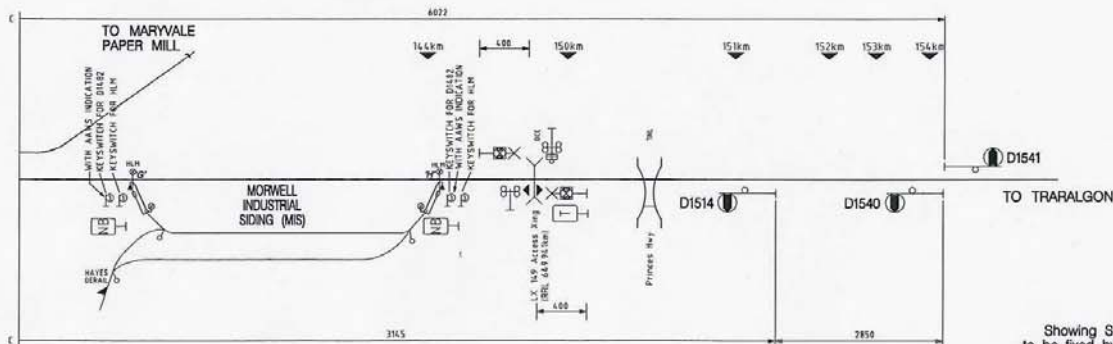 C
6022
TO MARYVALE
PAPER MILL
144km
400
150km
151km
152km
153km
154km
WITH AAWS INDICATION
KEYSWITCH FOR D1482
KEYSWITCH FOR HLM
KEYSWITCH FOR D1482
WITH AAWS INDICATION
KEYSWITCH FOR HLM
OCE
D1541
HLM
'G'
HLM
'H'
MORWELL
INDUSTRIAL
SIDING (MIS)
NB
NB
T
D1514
D1540
TO TRARALGON
LX 149 Access Xing
Princes Hwy
HAYES
DERAIL
400
C
3145
2850
Showing S
to be fixed by